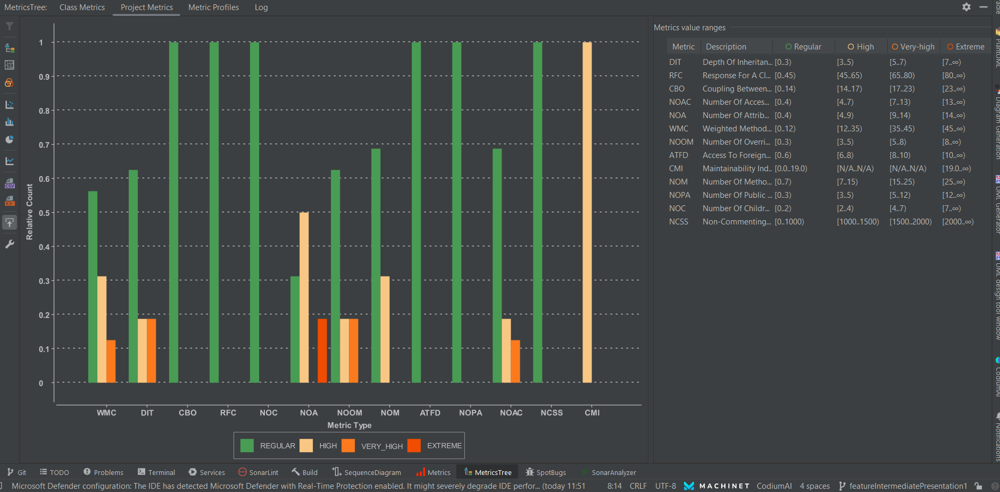 MetricsTree: Class Metrics Project Metrics Metric Profiles Log
1
0.9
0.8
0.7
0.6
0.5
0.4
0.3
0.2
0.1
0
Relative Count
WMC DIT CBO RFC NOC NOA NOOM NOM ATFD NOPA NOAC NCSS CMI
Metric Type
REGULAR HIGH VERY_HIGH EXTREME
Metrics value ranges
Metric Description Regular High Very-high Extreme
DIT Depth Of Inheritan... [0..3) [3..5) [5..7) [7..∞)
RFC Response For A Cl... [0..45) [45..65) [65..80) [80..∞)
CBO Coupling Between... [0..14) [14..17) [17..23) [23..∞)
NOAC Number Of Acces... [0..4) [4..7) [7..13) [13..∞)
NOA Number Of Attrib... [0..4) [4..9) [9..14) [14..∞)
WMC Weighted Method... [0..12) [12..35) [35..45) [45..∞)
NOOM Number Of Overri... [0..3) [3..5) [5..8) [8..∞)
ATFD Access To Foreign... [0..6) [6..8) [8..10) [10..∞)
CMI Maintainability Ind... [0.0..19.0) [N/A..N/A) [N/A..N/A) [19.0..∞)
NOM Number Of Metho... [0..7) [7..15) [15..25) [25..∞)
NOPA Number Of Public ... [0..3) [3..5) [5..12) [12..∞)
NOC Number Of Childr... [0..2) [2..4) [4..7) [7..∞)
NCSS Non-Commenting... [0..1000) [1000..1500) [1500..2000) [2000..∞)
PlantUML
Diagram Generation
UML Generator
UML design tool window
CodiumAI
Notifications
CSV
Git TODO Problems Terminal Services SonarLint Build SequenceDiagram Metrics MetricsTree SpotBugs SonarAnalyzer
Microsoft Defender configuration: The IDE has detected Microsoft Defender with Real-Time Protection enabled. It might severely degrade IDE perfor... (today 11:51 8:14 CRLF UTF-8 MACHINET CodiumAI 4 spaces featureIntermediatePresentation1